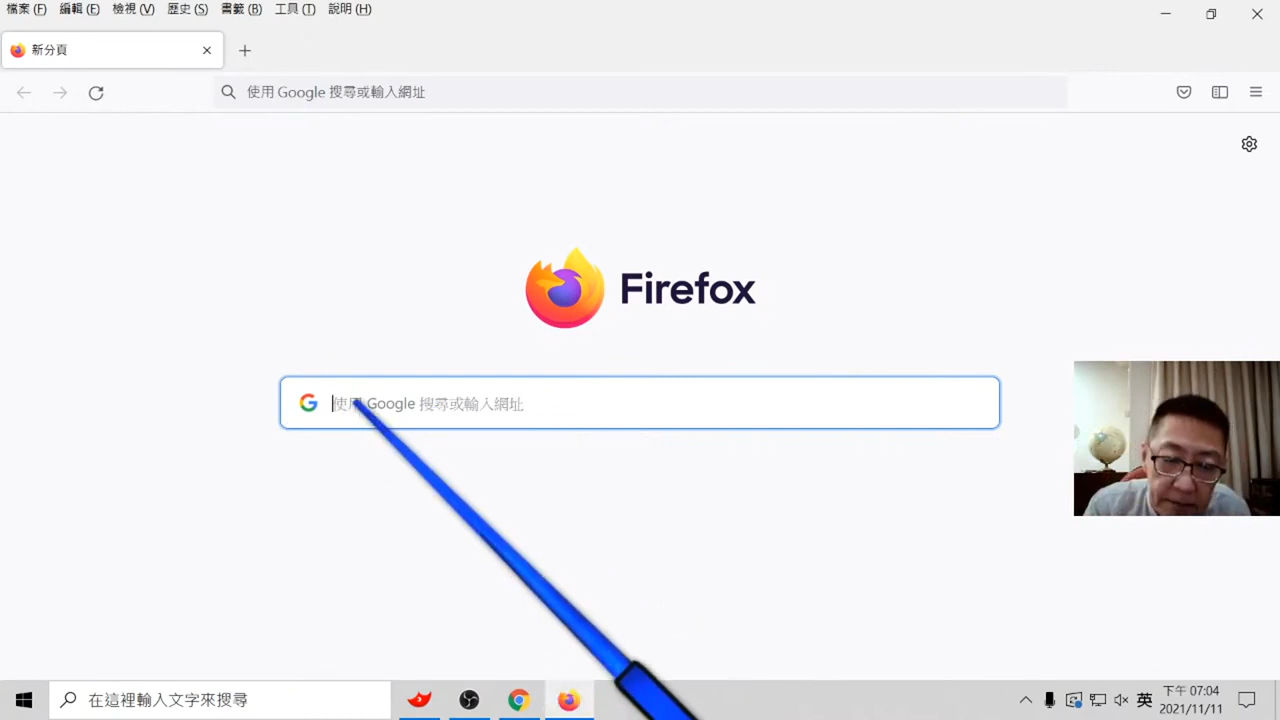 檔案 (F) 編輯 (E) 檢視 (V) 歷史 (S) 書籤 (B) 工具 (T) 說明 (H)
新分頁
使用 Google 搜尋或輸入網址
Firefox
使用 Google 搜尋或輸入網址
在這裡輸入文字來搜尋
英
下午 07:04
2021/11/11